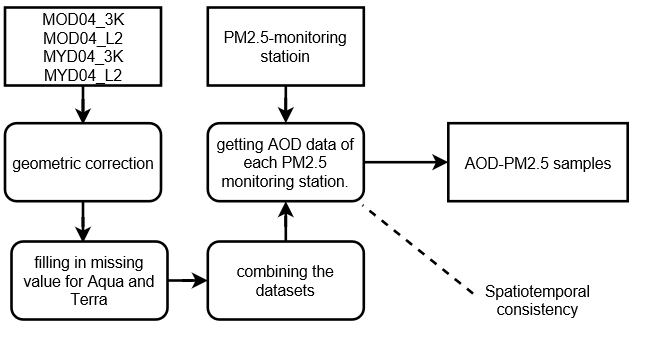 MOD04_3K
MOD04_L2
MYD04_3K
MYD04_L2
PM2.5-monitoring
statioin
geometric correction
getting AOD data of
each PM2.5
monitoring station.
AOD-PM2.5 samples
filling in missing
value for Aqua and
Terra
combining the
datasets
Spatiotemporal
consistency